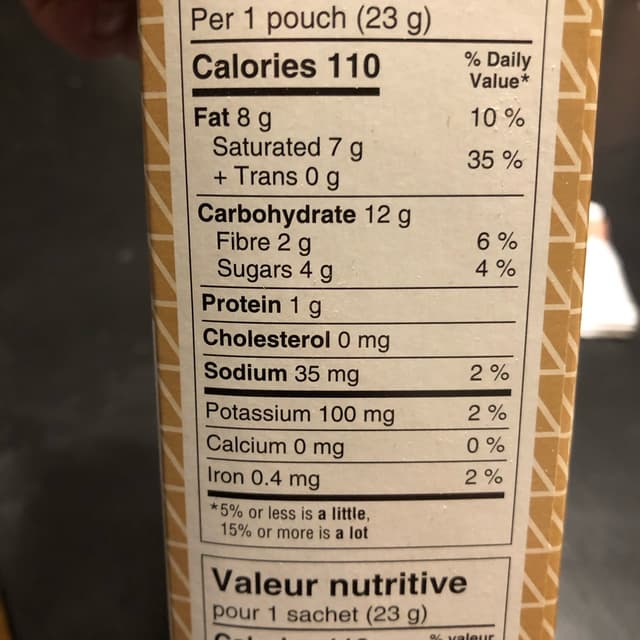 Per 1 pouch (23 g)
Calories 110
% Daily
Value*
Fat 8 g 10 %
Saturated 7 g
+ Trans 0 g
35 %
Carbohydrate 12 g
Fibre 2 g 6 %
Sugars 4 g 4 %
Protein 1 g
Cholesterol 0 mg
Sodium 35 mg 2 %
Potassium 100 mg 2 %
Calcium 0 mg 0 %
Iron 0.4 mg 2 %
*5% or less is a little,
15% or more is a lot
Valeur nutritive
pour 1 sachet (23 g)
% valeur